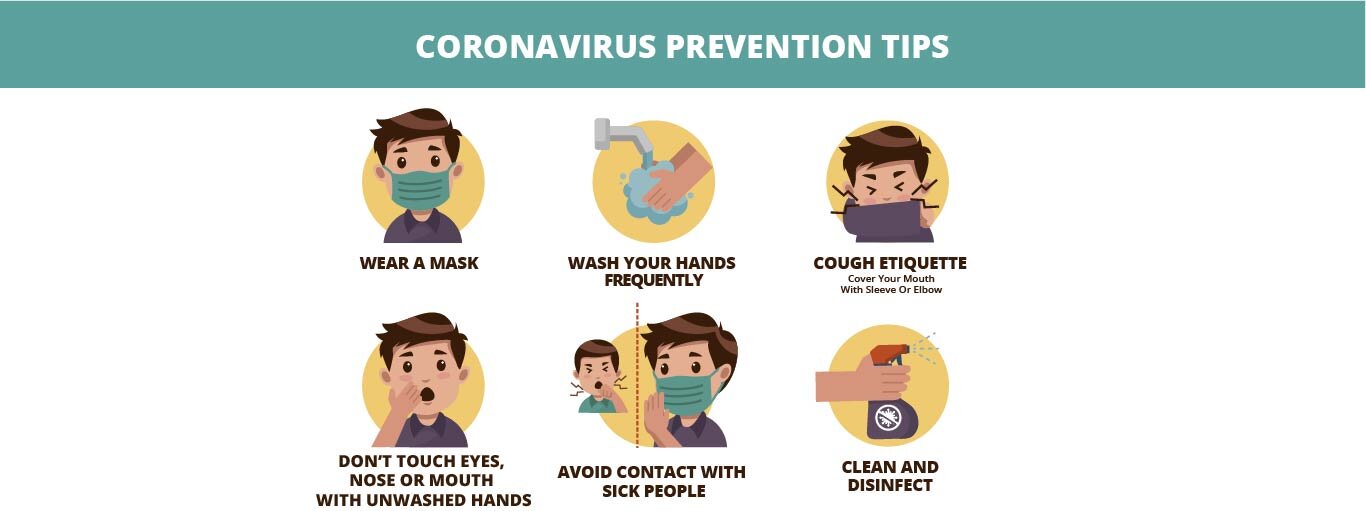 CORONAVIRUS PREVENTION TIPS
WEAR A MASK
WASH YOUR HANDS
FREQUENTLY
COUGH ETIQUETTE
Cover Your Mouth
With Sleeve Or Elbow
DON’T TOUCH EYES,
NOSE OR MOUTH
WITH UNWASHED HANDS
AVOID CONTACT WITH
SICK PEOPLE
CLEAN AND
DISINFECT